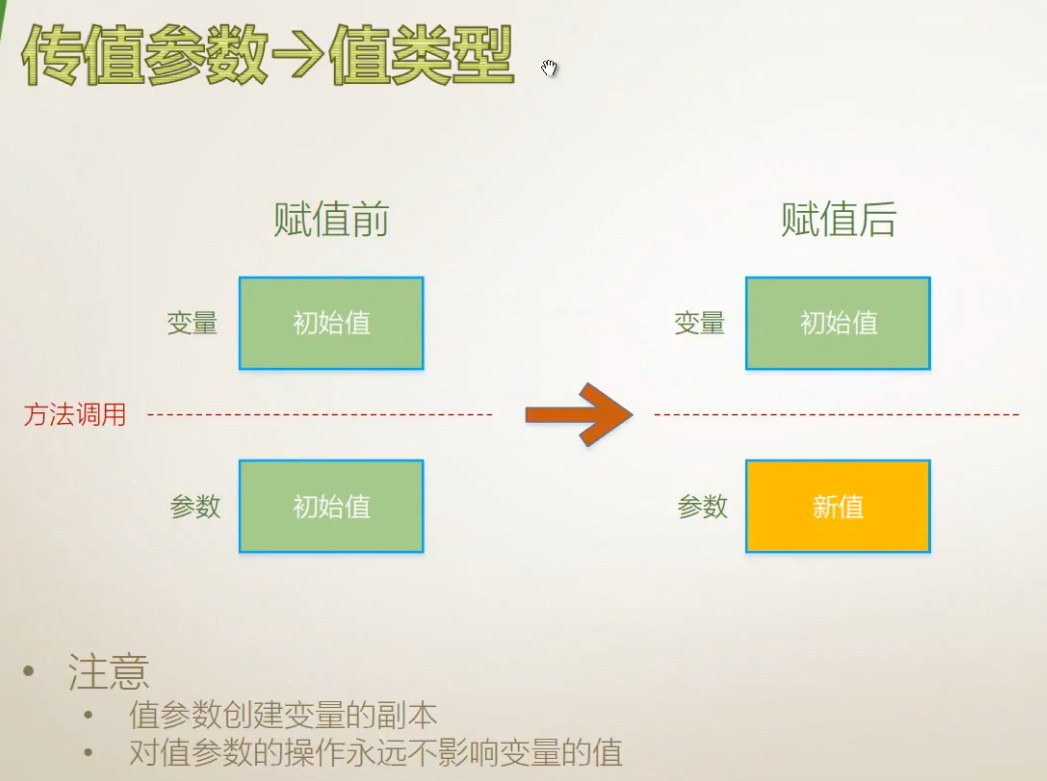 传值参数→值类型
赋值前
赋值后
变量
初始值
变量
初始值
方法调用
参数
初始值
参数
新值
• 注意
• 值参数创建变量的副本
• 对值参数的操作永远不影响变量的值